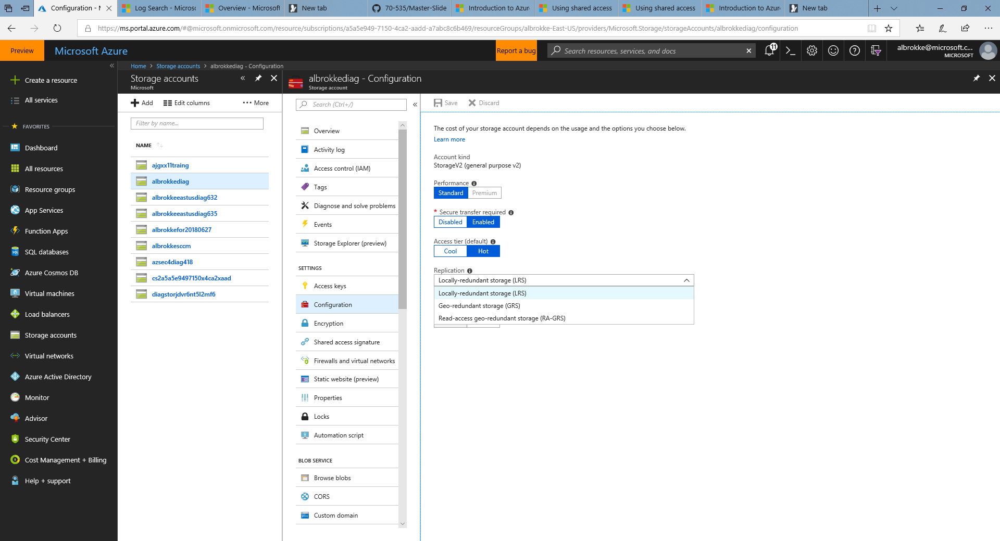 Configuration - M
Log Search - Microsc
Overview - Microsoft
New tab
70-535/Master-Slide
Introduction to Azur
Using shared access
Using shared access
Introduction to Azur
New tab
https://ms.portal.azure.com/#@microsoft.onmicrosoft.com/resource/subscriptions/a5a5e949-7150-4ca2-aadd-a7abc8c6b469/resourceGroups/albrokke-East-US/providers/Microsoft.Storage/storageAccounts/albrokkediag/configuration
Preview
Microsoft Azure
Report a bug
Search resources, services, and docs
11
albrokke@microsoft.c...
MICROSOFT
Home > Storage accounts > albrokkediag - Configuration
Create a resource
All services
FAVORITES
Dashboard
All resources
Resource groups
App Services
Function Apps
SQL databases
Azure Cosmos DB
Virtual machines
Load balancers
Storage accounts
Virtual networks
Azure Active Directory
Monitor
Advisor
Security Center
Cost Management + Billing
Help + support
Storage accounts
Microsoft
Add
Edit columns
More
Filter by name...
NAME
ajgxx11traing
albrokkediag
albrokkeeastusdiag632
albrokkeeastusdiag635
albrokkefor20180627
albrokkesccm
azsec4diag418
cs2a5a5e9497150x4ca2xaad
diagstorjdvr6nt5l2mf6
albrokkediag - Configuration
Storage account
Search (Ctrl+/)
Overview
Activity log
Access control (IAM)
Tags
Diagnose and solve problems
Events
Storage Explorer (preview)
SETTINGS
Access keys
Configuration
Encryption
Shared access signature
Firewalls and virtual networks
Static website (preview)
Properties
Locks
Automation script
BLOB SERVICE
Browse blobs
CORS
Custom domain
Save
Discard
The cost of your storage account depends on the usage and the options you choose below.
Learn more
Account kind
StorageV2 (general purpose v2)
Performance
Standard
Premium
* Secure transfer required
Disabled
Enabled
Access tier (default)
Cool
Hot
Replication
Locally-redundant storage (LRS)
Locally-redundant storage (LRS)
Geo-redundant storage (GRS)
Read-access geo-redundant storage (RA-GRS)